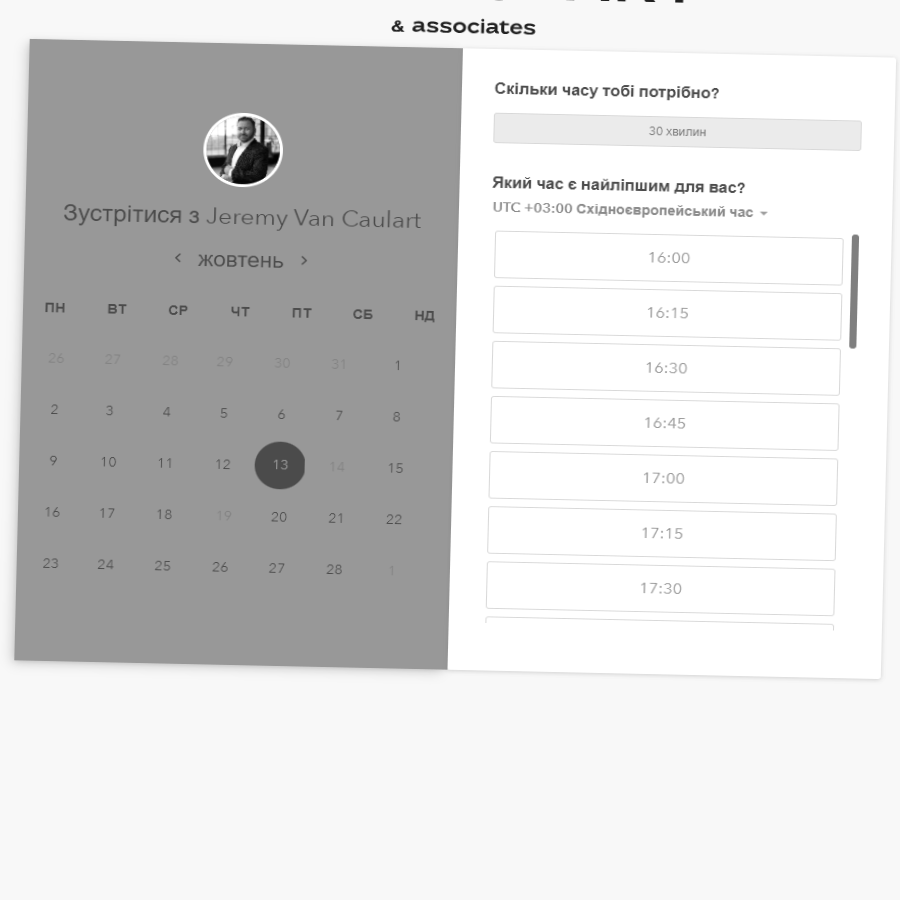 & associates
Зустрітися з Jeremy Van Caulart
жовтень
ПН ВТ СР ЧТ ПТ СБ НД
26 27 28 29 30 31 1
2 3 4 5 6 7 8
9 10 11 12 13 14 15
16 17 18 19 20 21 22
23 24 25 26 27 28 1
Скільки часу тобі потрібно?
30 хвилин
Який час є найліпшим для вас?
UTC +03:00 Східноєвропейський час
16:00
16:15
16:30
16:45
17:00
17:15
17:30